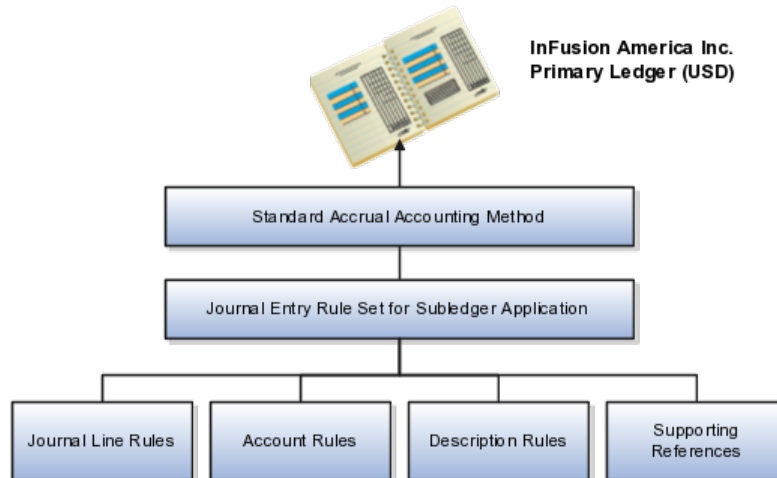 InFusion America Inc.
Primary Ledger (USD)
Standard Accrual Accounting Method
Journal Entry Rule Set for Subledger Application
Journal Line Rules
Account Rules
Description Rules
Supporting
References